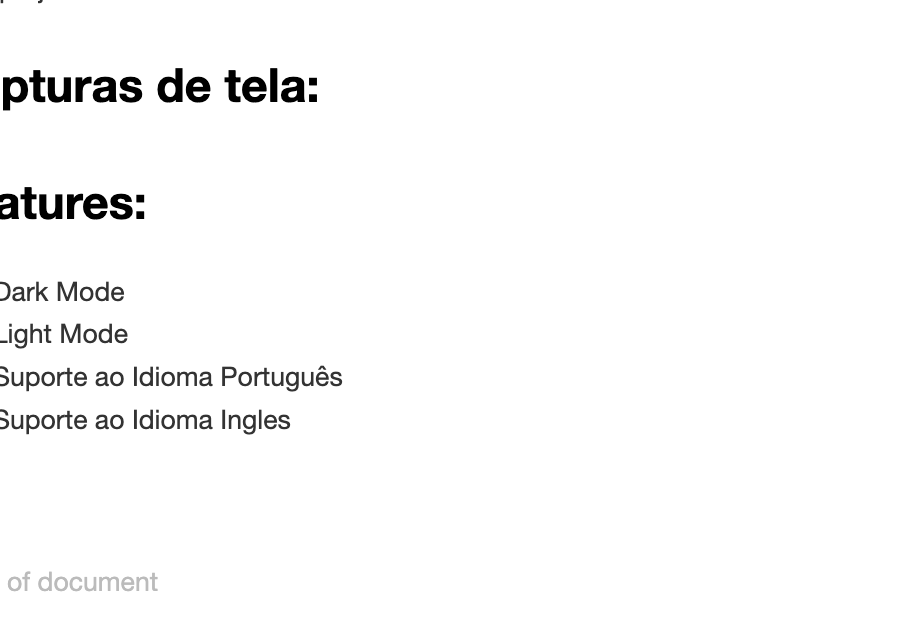 pturas de tela:
atures:
Dark Mode
Light Mode
Suporte ao Idioma Português
Suporte ao Idioma Ingles
of document